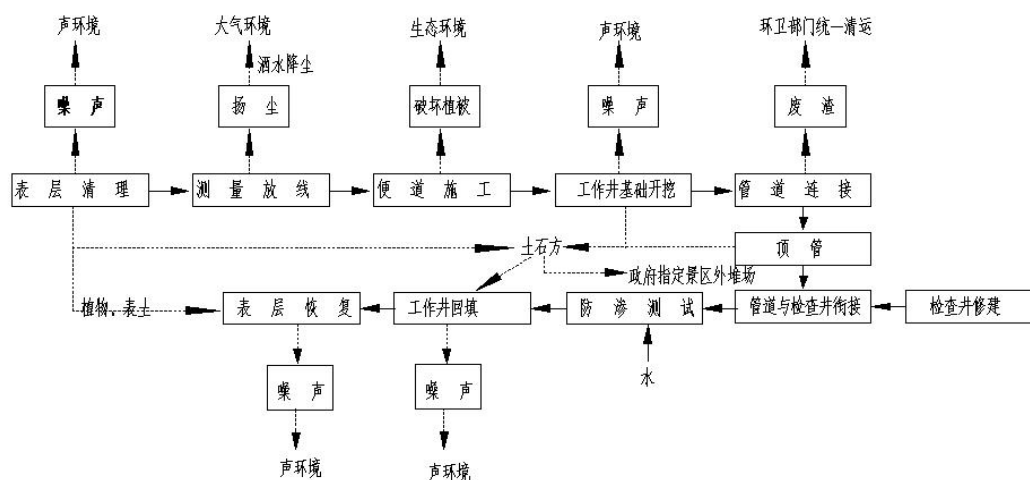 声环境
大气环境
生态环境
声环境
环卫部门统一清运
洒水降尘
噪声
扬尘
破坏植被
噪声
废渣
表层清理
测量放线
便道施工
工作井基础开挖
管道连接
土石方
顶管
政府指定景区外堆场
植物、表土
表层恢复
工作井回填
防渗测试
管道与检查井衔接
检查井修建
噪声
噪声
水
声环境
声环境